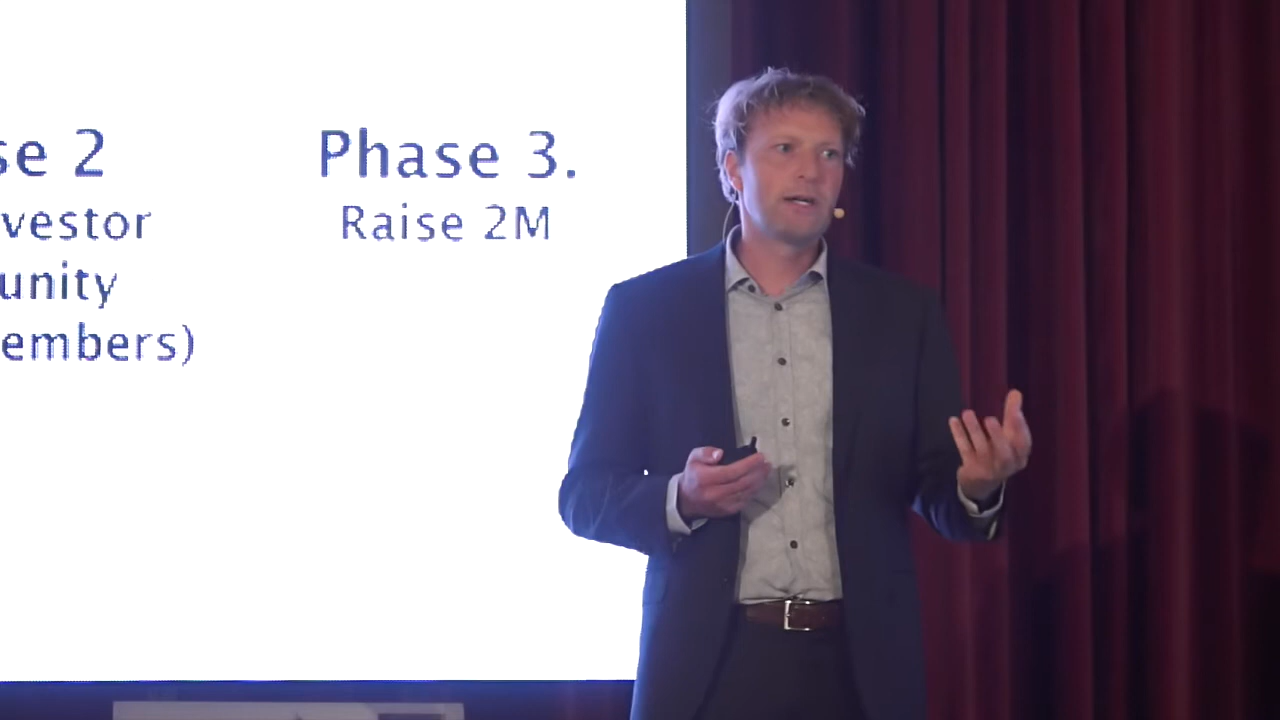 se 2
vestor
unity
embers)
Phase 3.
Raise 2M